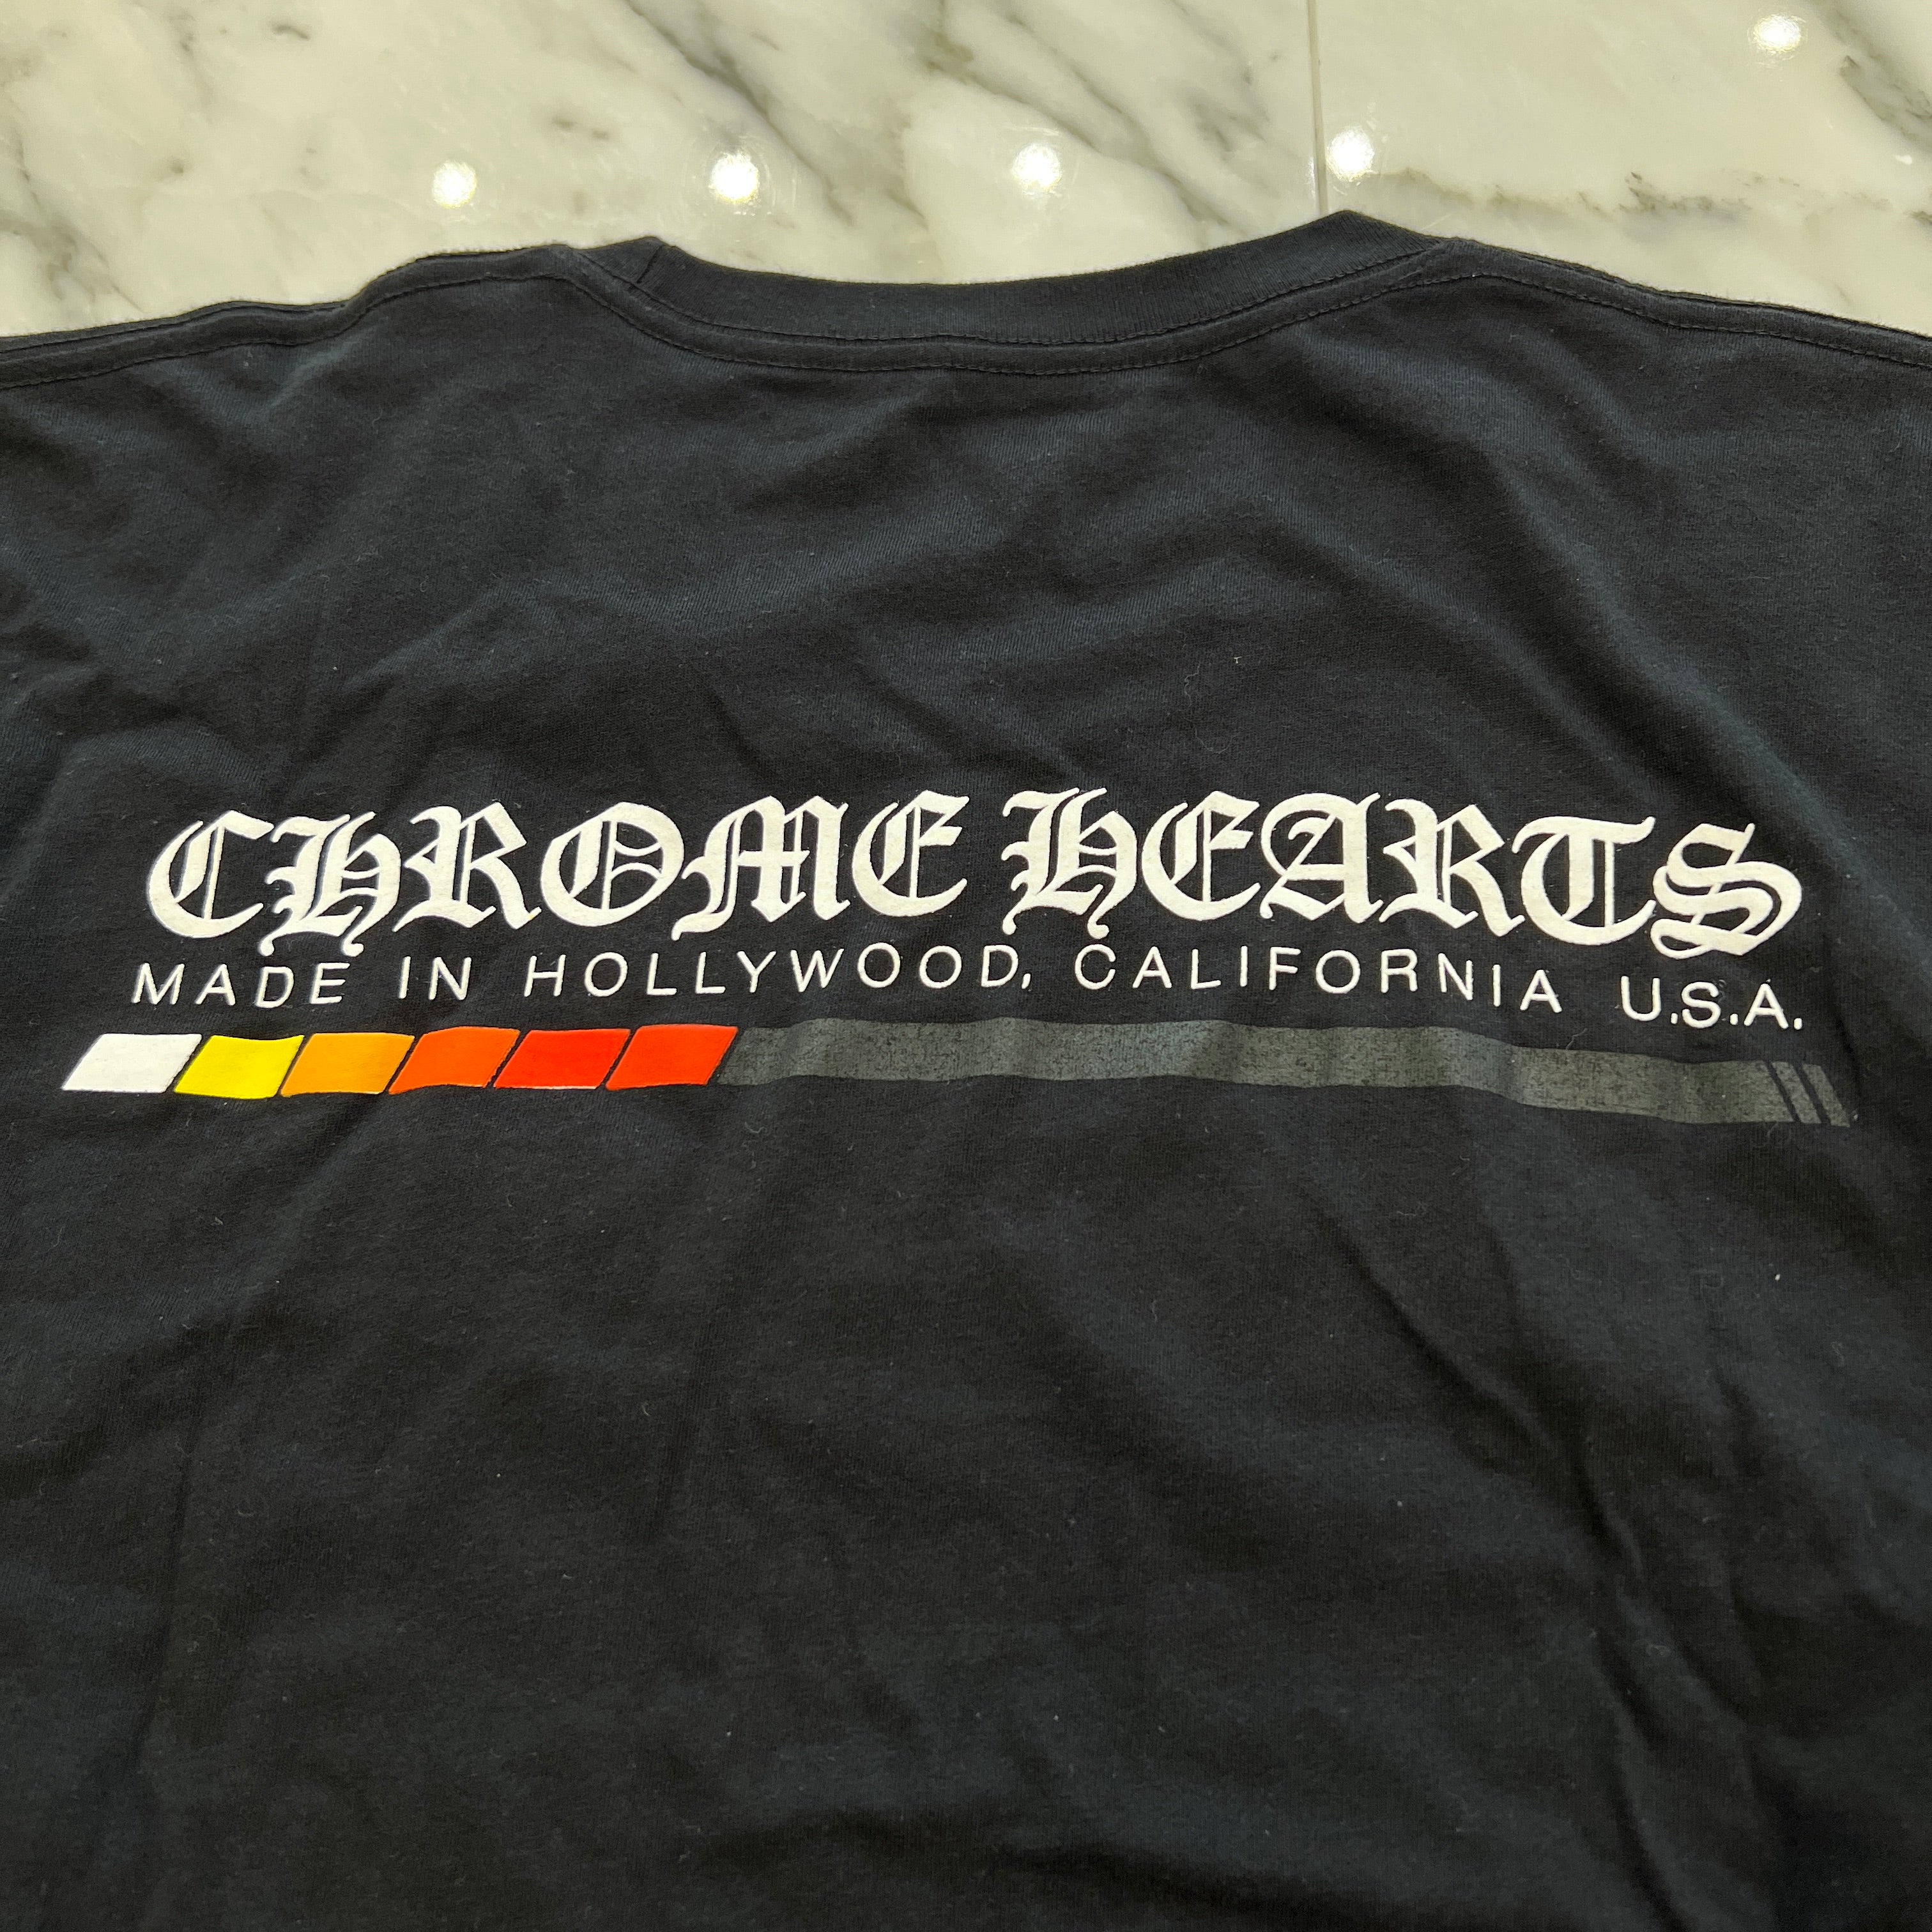 CHROME HEARTS
MADE IN HOLLYWOOD, CALIFORNIA U.S.A.